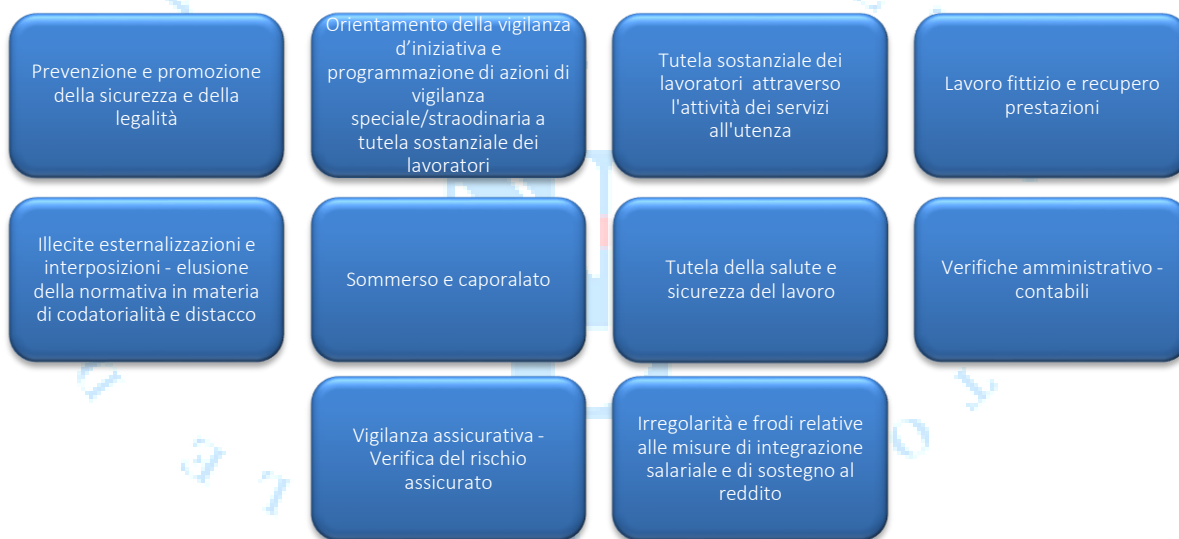 Prevenzione e promozione
della sicurezza e della
legalità
Orientamento della vigilanza
d'iniziativa e
programmazione di azioni di
vigilanza
speciale/straodinaria a
tutela sostanziale dei
lavoratori
Tutela sostanziale dei
lavoratori attraverso
l'attività dei servizi
all'utenza
Lavoro fittizio e recupero
prestazioni
Illecite esternalizzazioni e
interposizioni - elusione
della normativa in materia
di codatorialità e distacco
Sommerso e caporalato
Tutela della salute e
sicurezza del lavoro
Verifiche amministrativo -
contabili
Vigilanza assicurativa -
Verifica del rischio
assicurato
Irregolarità e frodi relative
alle misure di integrazione
salariale e di sostegno al
reddito